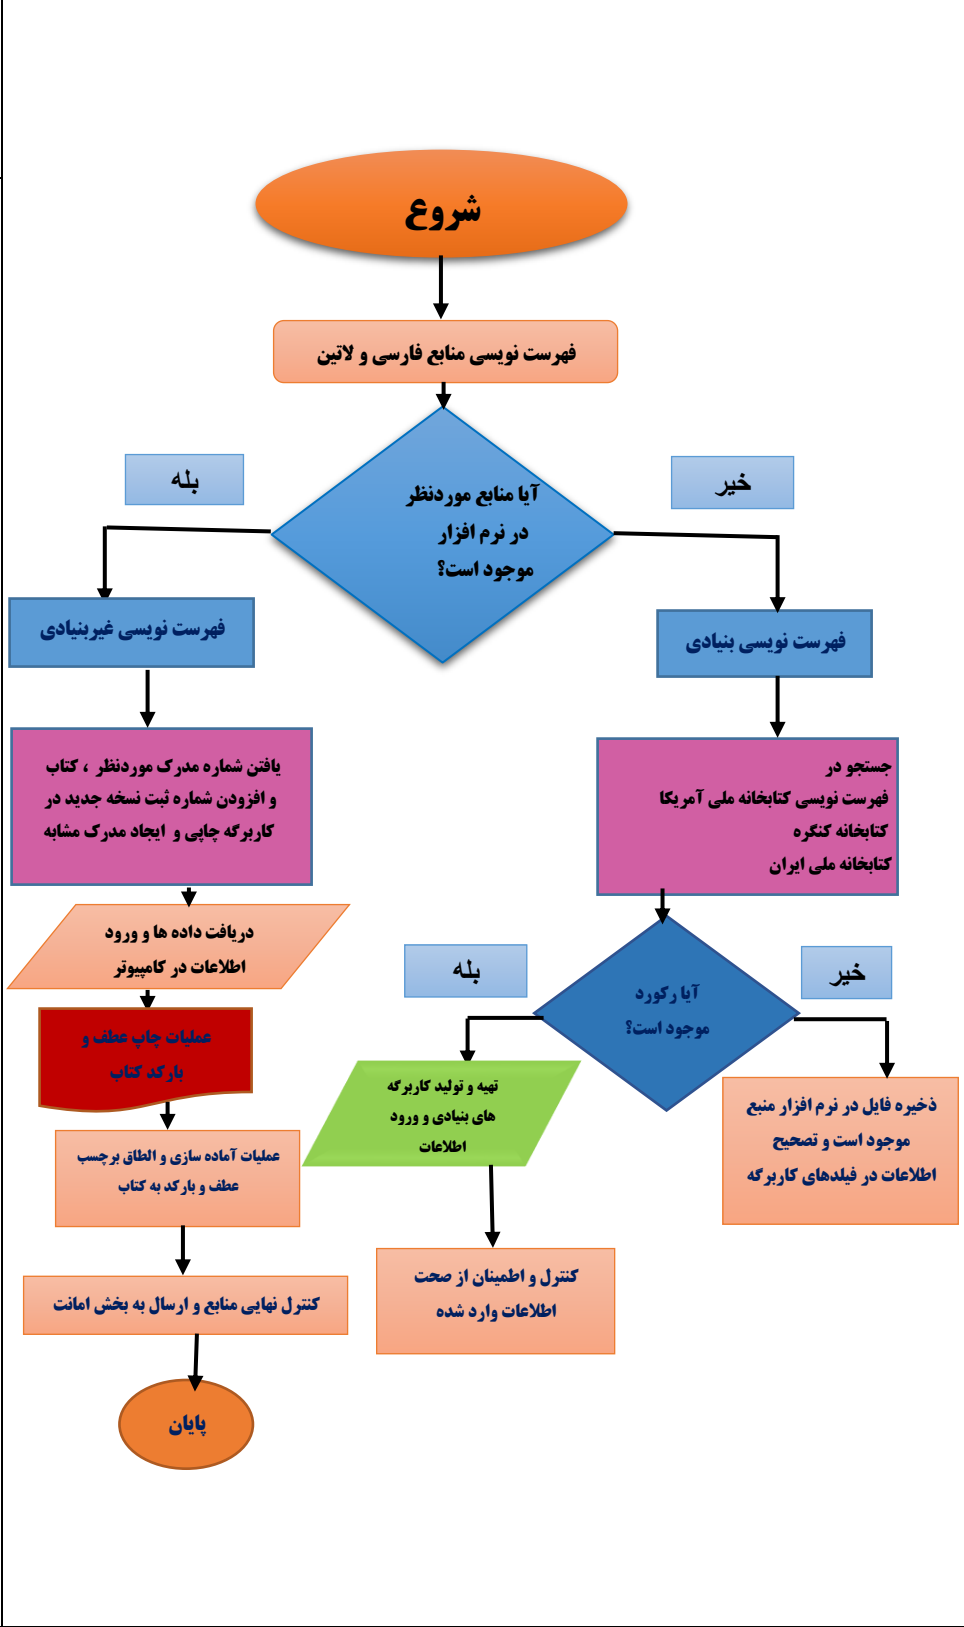 شروع
فهرست نویسی منابع فارسی و لاتین
آیا منابع موردنظر
در نرم افزار
موجود است؟
خیر
بله
فهرست نویسی بنیادی
جستجو در
فهرست نویسی کتابخانه ملی آمریکا
کتابخانه کنگره
کتابخانه ملی ایران
آیا رکورد
موجود است؟
خیر
بله
ذخیره فایل در نرم افزار منبع
موجود است و تصحیح
اطلاعات در فیلدهای کاربرگه
تهیه و تولید کاربرگه
های بنیادی و ورود
اطلاعات
کنترل و اطمینان از صحت
اطلاعات وارد شده
فهرست نویسی غیربنیادی
یافتن شماره مدرک موردنظر ، کتاب
و افزودن شماره ثبت نسخه جدید در
کاربرگه چاپی و ایجاد مدرک مشابه
دریافت داده ها و ورود
اطلاعات در کامپیوتر
عملیات چاپ عطف و
بارکد کتاب
عملیات آماده سازی و الطاق برچسب
عطف و بارکد به کتاب
کنترل نهایی منابع و ارسال به بخش امانت
پایان